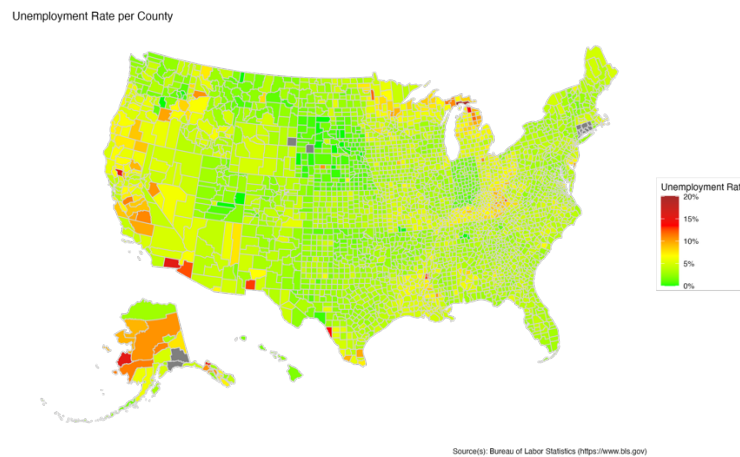 Unemployment Rate per County
Unemployment Rat
20%
15%
10%
5%
0%
Source(s): Bureau of Labor Statistics (https://www.bls.gov)